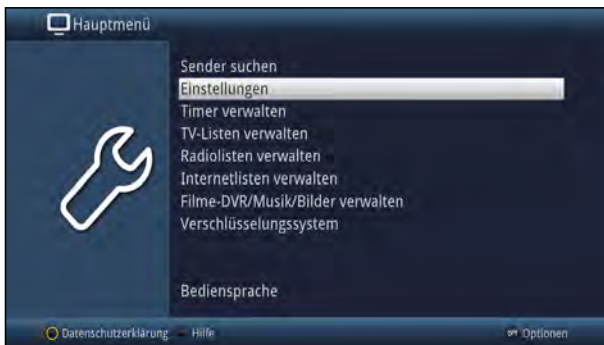 Hauptmenü
Sender suchen
Einstellungen
Timer verwalten
TV-Listen verwalten
Radiolisten verwalten
Internetlisten verwalten
Filme-DVR/Musik/Bilder verwalten
Verschlüsselungssystem
Bediensprache
Datenschutzerklärung Hilfe Optionen